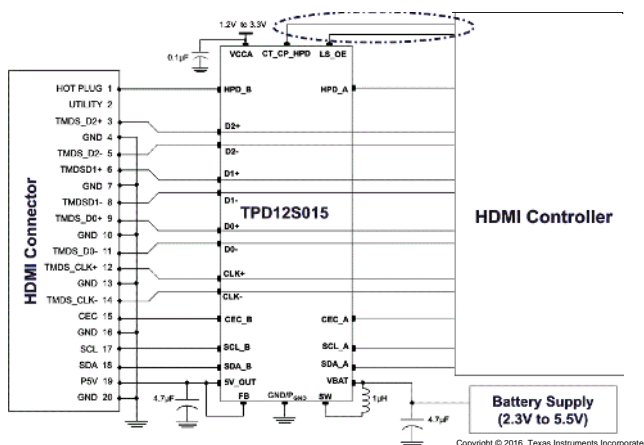 1.2V to 3.3V
0.1µF
VCCA CT_CP_HPD LS_OE
HOT PLUG 1
UTILITY 2
TMDS_D2+ 3
GND 4
TMDS_D2- 5
TMDSD1+ 6
GND 7
TMDSD1- 8
TMDS_D0+ 9
GND 10
TMDS_D0- 11
TMDS_CLK+ 12
GND 13
TMDS_CLK- 14
CEC 15
GND 16
SCL 17
SDA 18
P5V 19
GND 20
HDMI Connector
HPD_B
D2+
D2-
D1+
D1-
D0+
D0-
CLK+
CLK-
CEC_B
SCL_B
SDA_B
5V_OUT
FB
GND/PGND
SW
TPD12S015
HPD_A
CEC_A
SCL_A
SDA_A
VBAT
HDMI Controller
4.7µF
1µH
4.7µF
Battery Supply
(2.3V to 5.5V)
Copyright © 2016, Texas Instruments Incorporate